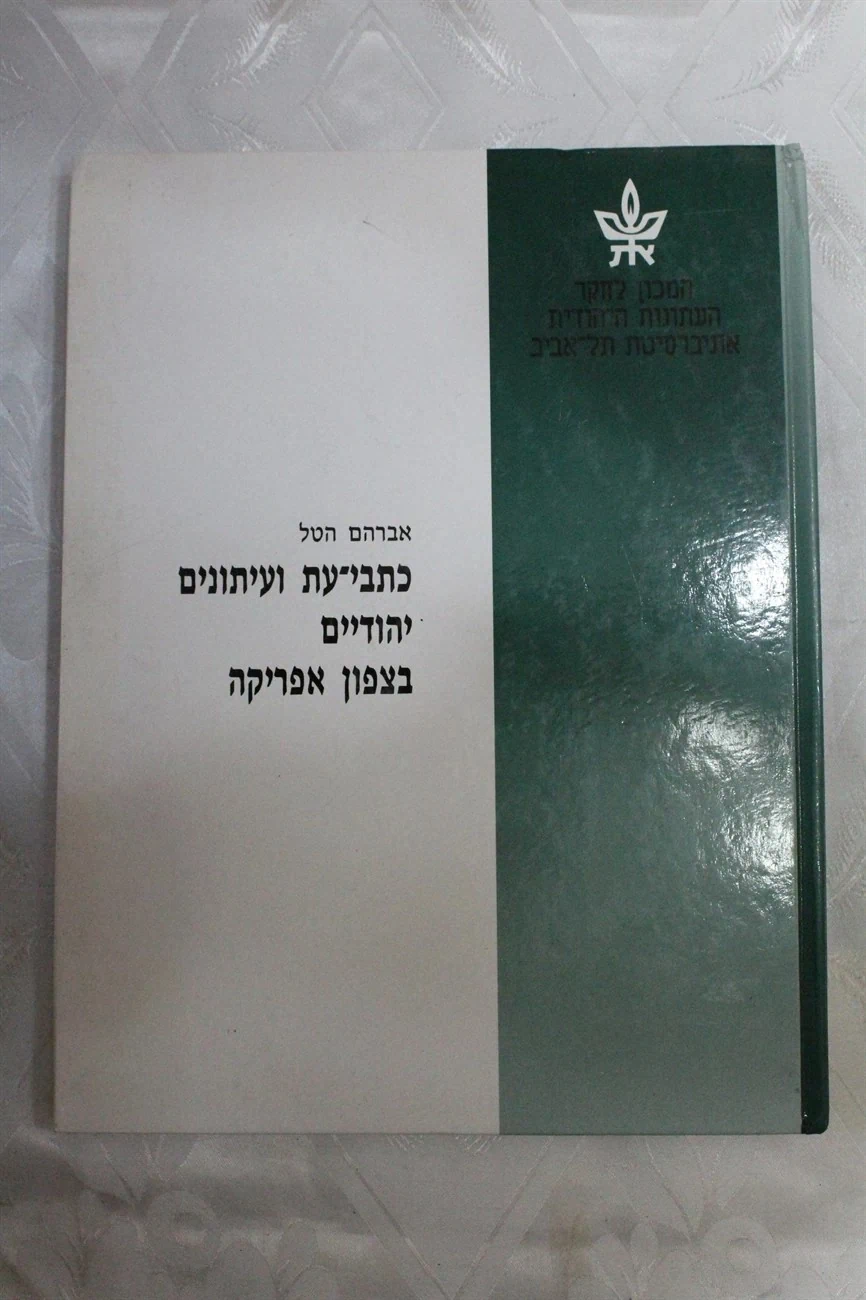 את
המכון לחקר
העתונות היהודית
אוניברסיטת תל־אביב
אברהם הטל
כתבי־עת ועיתונים
יהודיים
בצפון אפריקה